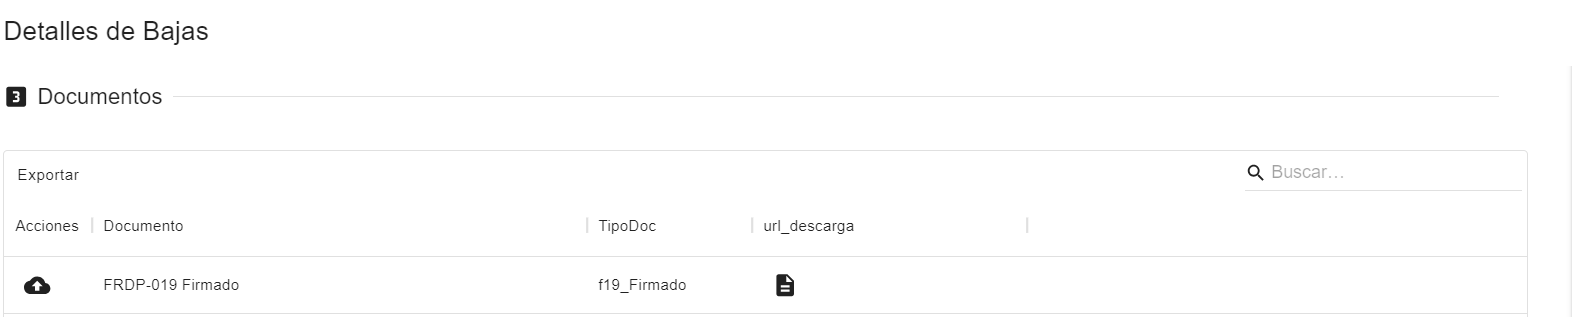 Detalles de Bajas
3 Documentos
Exportar
Buscar...
Acciones Documento TipoDoc url_descarga
FRDP-019 Firmado f19_Firmado